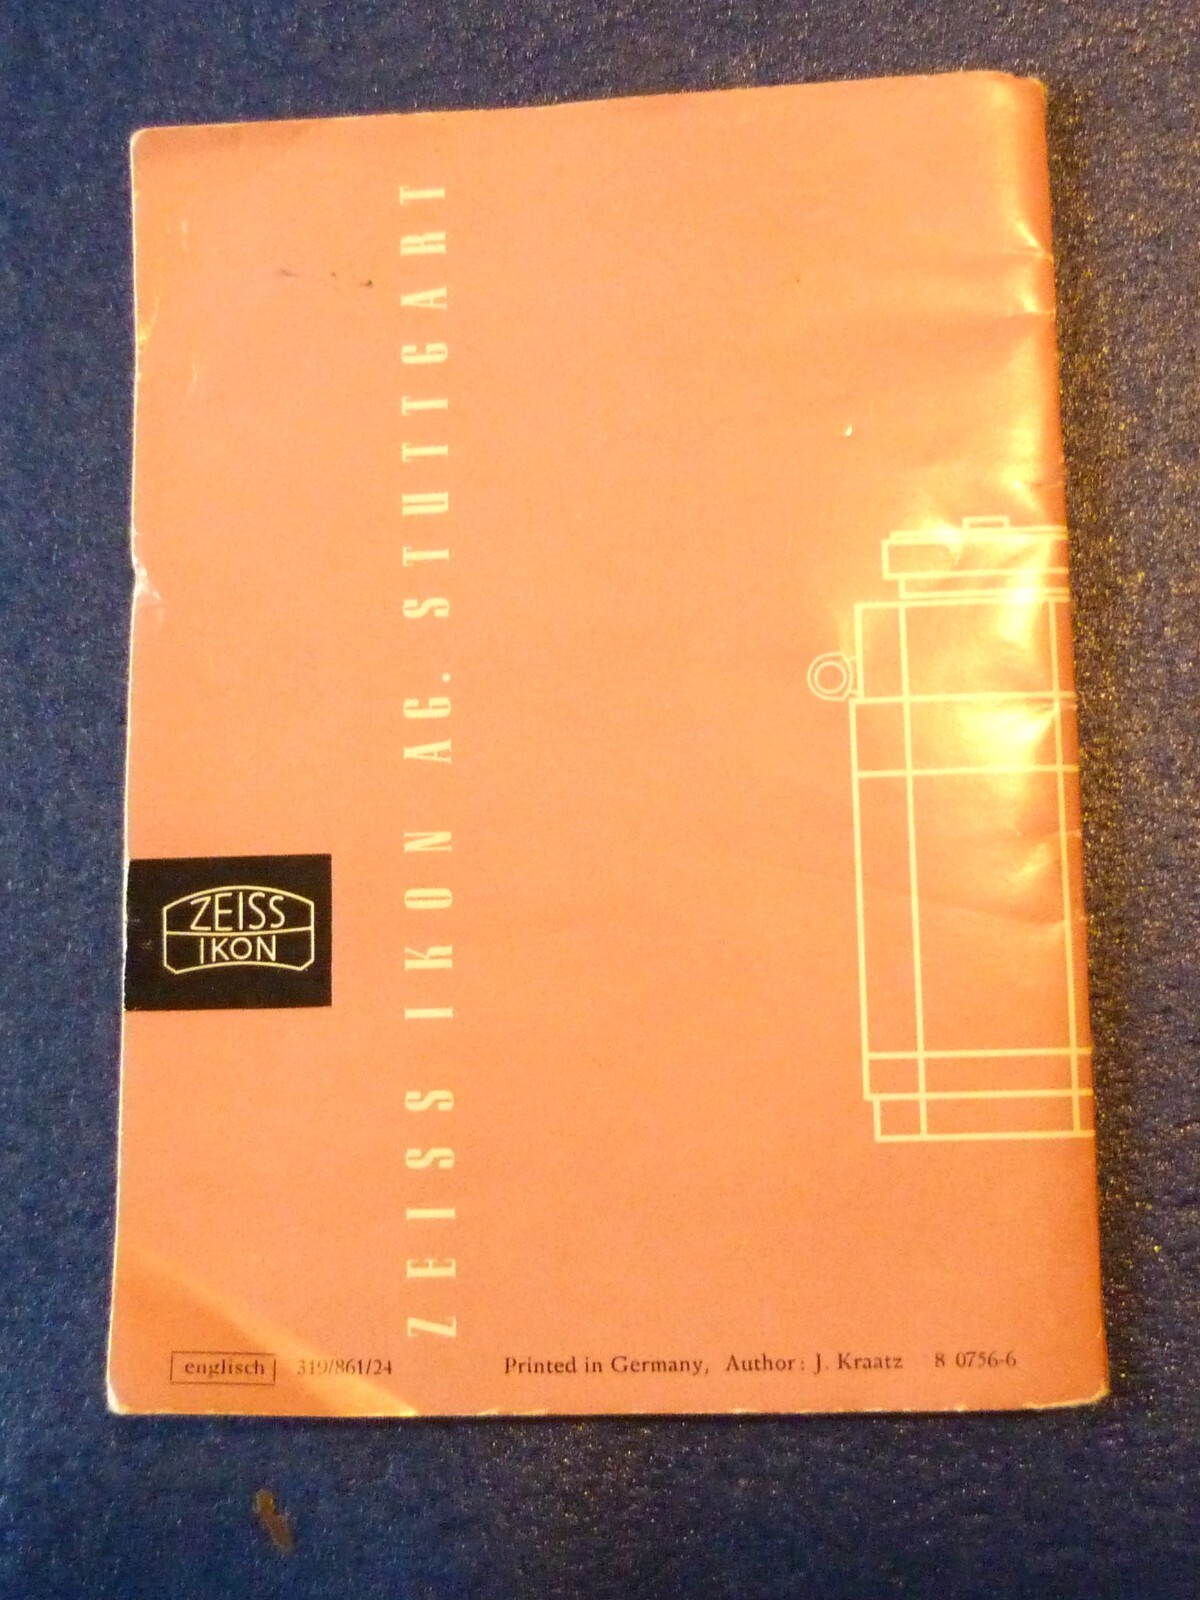 ZEISS IKON AG. STUTTGART
ZEISS
IKON
englisch 319/861/24 Printed in Germany, Author: J. Kraatz 8 0756-6